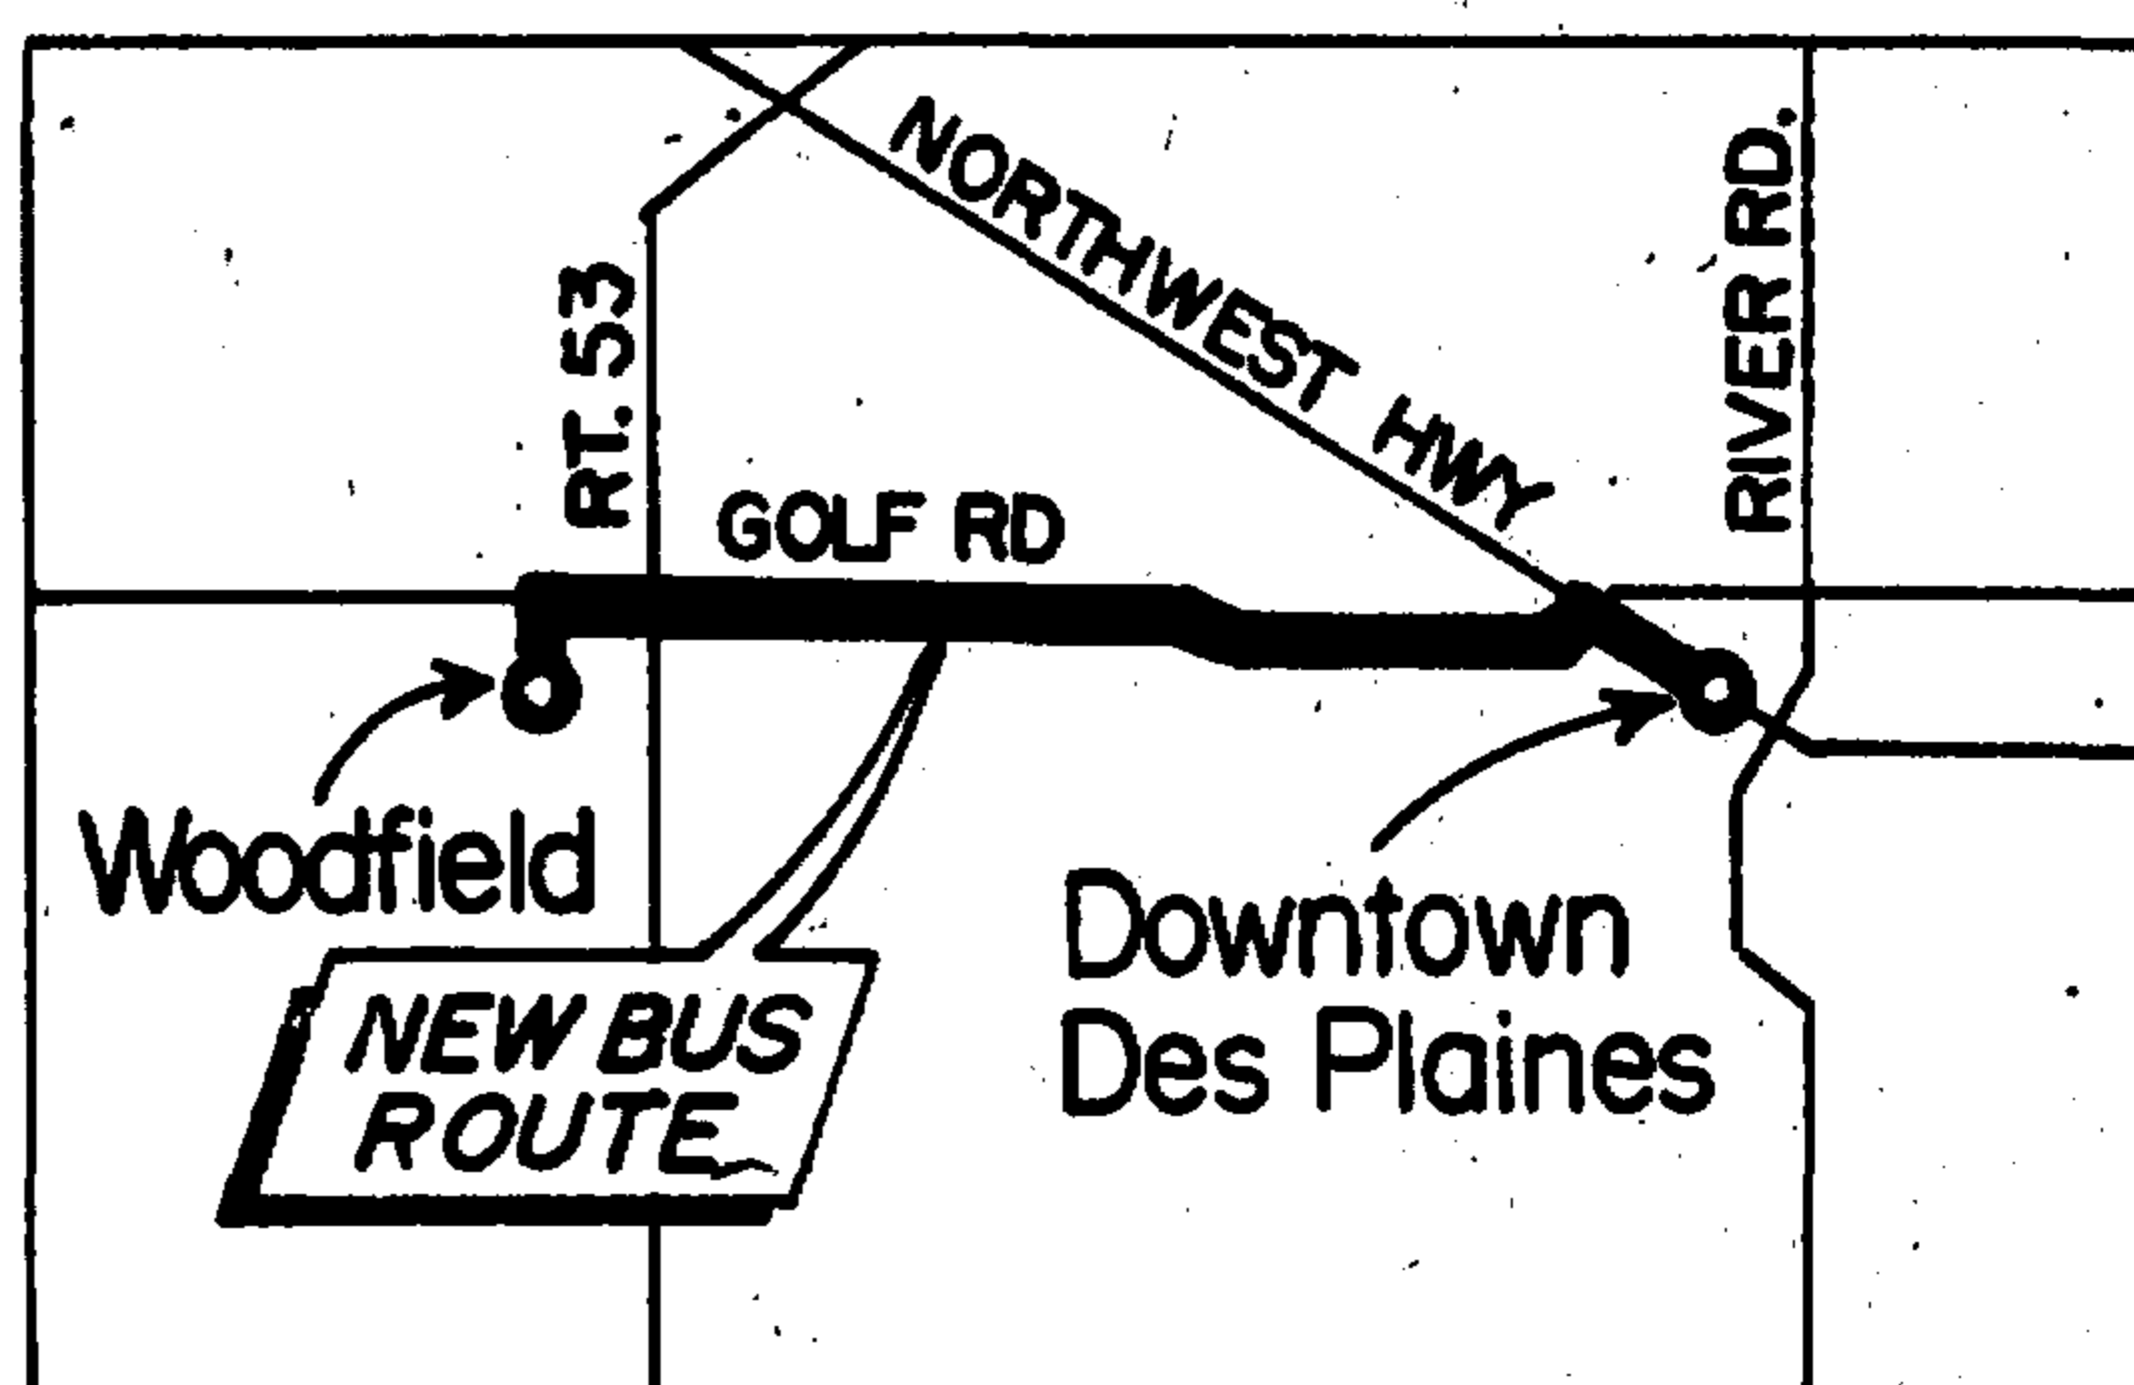 NORTHWEST HWY
RIVER RD.
RT. 53
GOLF RD
Woodfield
Downtown
Des Plaines
NEW BUS
ROUTE